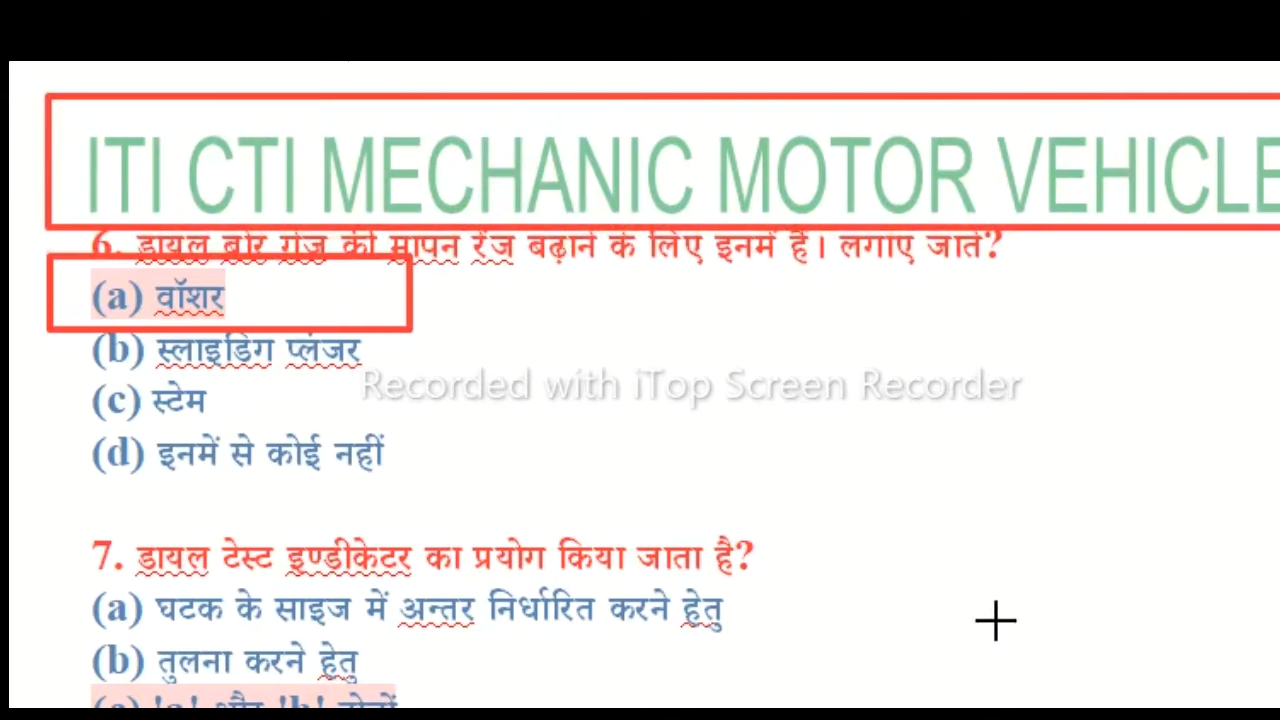 ITI CTI MECHANIC MOTOR VEHICLE
6. डायल बोर गेज की मापन रेंज बढ़ाने के लिए इनमें हैं। लगाए जाते?
(a) वॉशर
(b) स्लाइडिंग प्लंजर
(c) स्टेम
Recorded with iTop Screen Recorder
(d) इनमें से कोई नहीं
7. डायल टेस्ट इण्डीकेटर का प्रयोग किया जाता है?
(a) घटक के साइज में अन्तर निर्धारित करने हेतु
(b) तुलना करने हेतु
(c) 'a' और 'b' दोनों